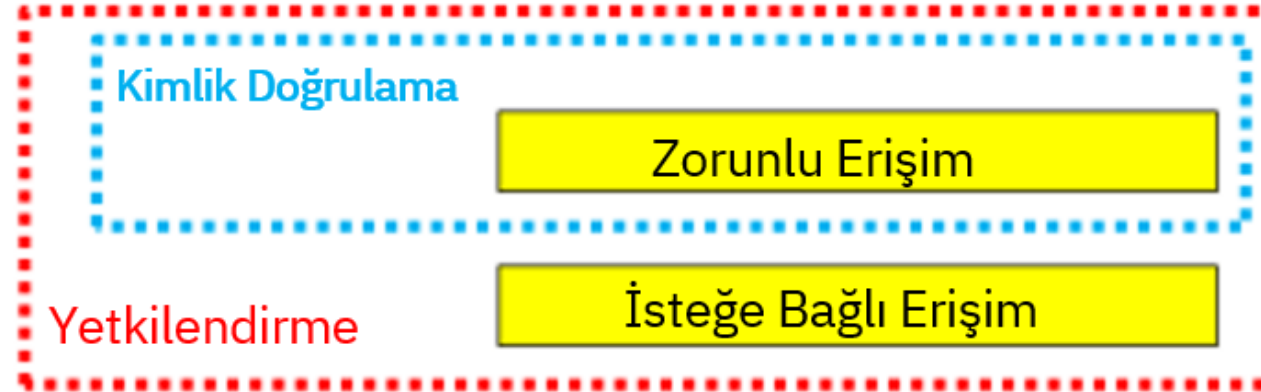 Kimlik Doğrulama
Zorunlu Erişim
İsteğe Bağlı Erişim
Yetkilendirme